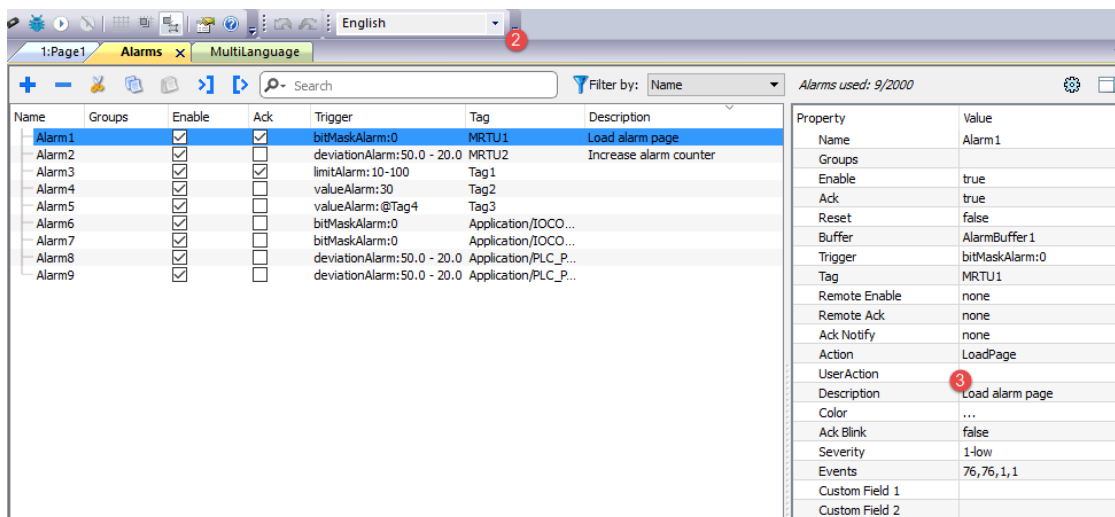 English
2
1:Page1 Alarms x MultiLanguage
Search Filter by: Name Alarms used: 9/2000
Name Groups Enable Ack Trigger Tag Description
Alarm1 bitMaskAlarm:0 MRTU1 Load alarm page
Alarm2 deviationAlarm:50.0 - 20.0 MRTU2 Increase alarm counter
Alarm3 limitAlarm:10-100 Tag1
Alarm4 valueAlarm:30 Tag2
Alarm5 valueAlarm:@Tag4 Tag3
Alarm6 bitMaskAlarm:0 Application/IOCO...
Alarm7 bitMaskAlarm:0 Application/IOCO...
Alarm8 deviationAlarm:50.0 - 20.0 Application/PLC_P...
Alarm9 deviationAlarm:50.0 - 20.0 Application/PLC_P...
Property Value
Name Alarm1
Groups
Enable true
Ack true
Reset false
Buffer AlarmBuffer1
Trigger bitMaskAlarm:0
Tag MRTU1
Remote Enable none
Remote Ack none
Ack Notify none
Action LoadPage
UserAction
3
Description Load alarm page
Color ...
Ack Blink false
Severity 1-low
Events 76,76,1,1
Custom Field 1
Custom Field 2